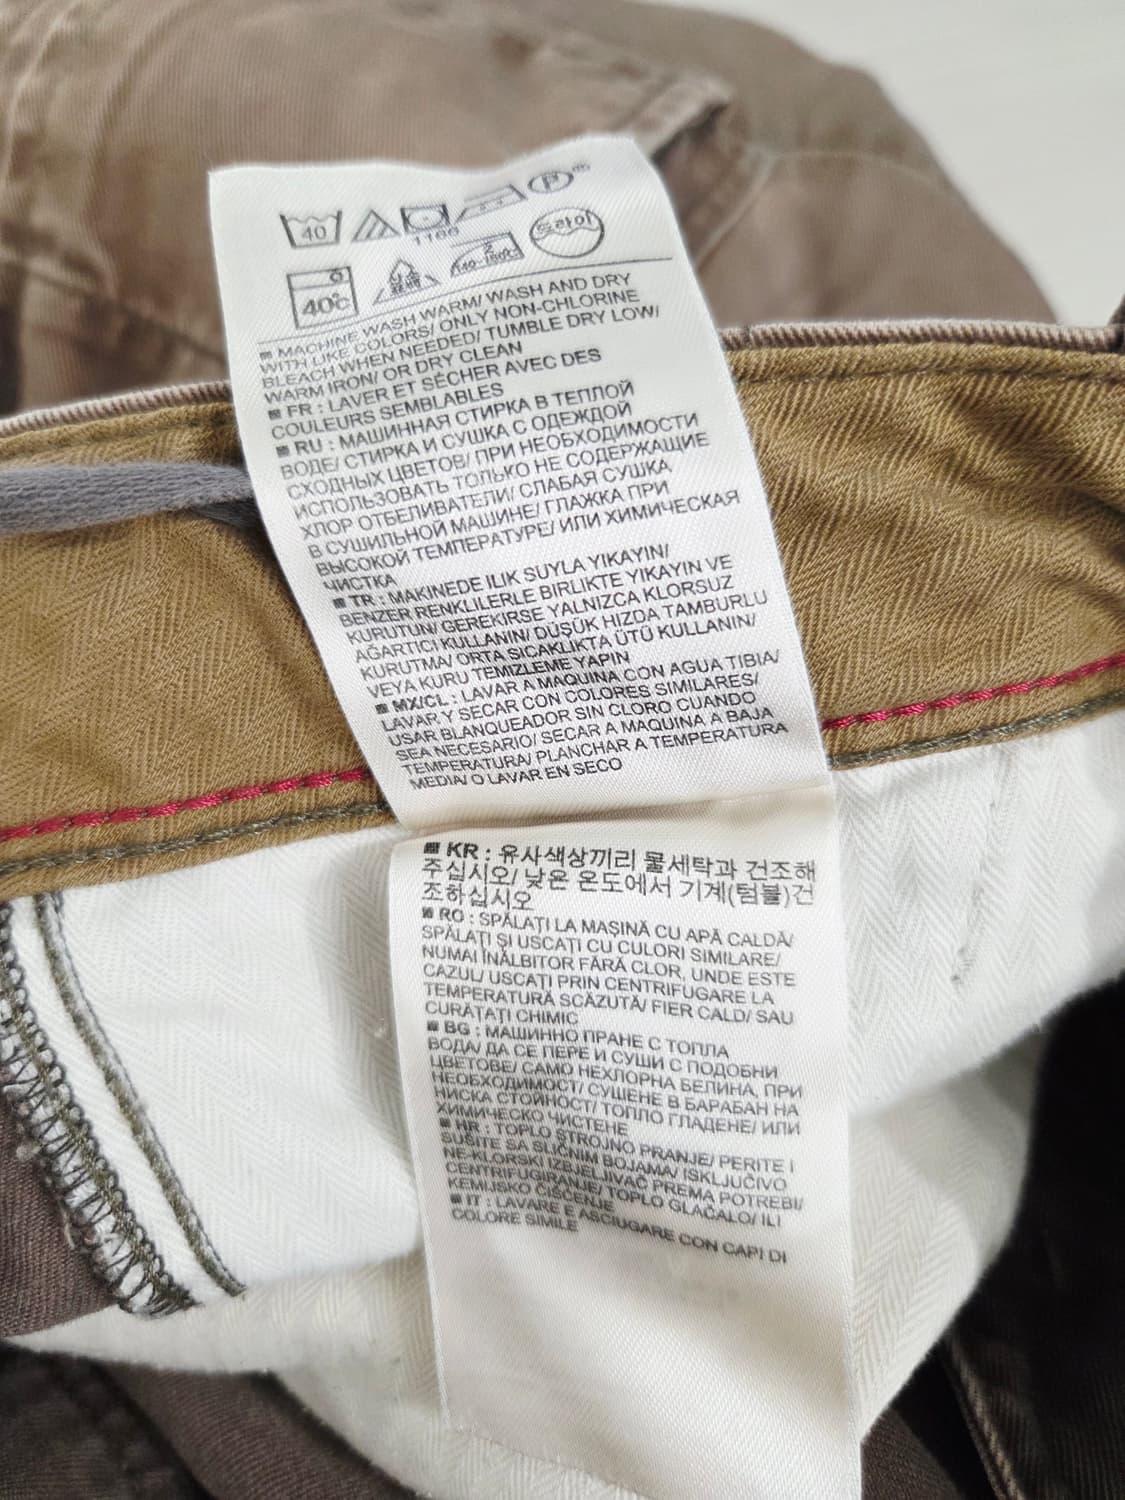 40
P
1166
40℃
140~160℃
드라이
■ MACHINE WASH WARM/ WASH AND DRY
WITH LIKE COLORS/ ONLY NON-CHLORINE
BLEACH WHEN NEEDED/ TUMBLE DRY LOW/
WARM IRON/ OR DRY CLEAN
■ FR : LAVER ET SÉCHER AVEC DES
COULEURS SEMBLABLES
■ RU : МАШИННАЯ СТИРКА В ТЕПЛОЙ
ВОДЕ/ СТИРКА И СУШКА С ОДЕЖДОЙ
СХОДНЫХ ЦВЕТОВ/ ПРИ НЕОБХОДИМОСТИ
ИСПОЛЬЗОВАТЬ ТОЛЬКО НЕ СОДЕРЖАЩИЕ
ХЛОР ОТБЕЛИВАТЕЛИ/ СЛАБАЯ СУШКА
В СУШИЛЬНОЙ МАШИНЕ/ ГЛАЖКА ПРИ
ВЫСОКОЙ ТЕМПЕРАТУРЕ/ ИЛИ ХИМИЧЕСКАЯ
ЧИСТКА
■ TR : MAKINEDE ILIK SUYLA YIKAYIN/
BENZER RENKLILERLE BIRLIKTE YIKAYIN VE
KURUTUN/ GEREKIRSE YALNIZCA KLORSUZ
AĞARTICI KULLANIN/ DÜŞÜK HIZDA TAMBURLU
KURUTMA/ ORTA SICAKLIKTA ÜTÜ KULLANIN/
VEYA KURU TEMIZLEME YAPIN
■ MX/CL : LAVAR A MAQUINA CON AGUA TIBIA/
LAVAR Y SECAR CON COLORES SIMILARES/
USAR BLANQUEADOR SIN CLORO CUANDO
SEA NECESARIO/ SECAR A MAQUINA A BAJA
TEMPERATURA/ PLANCHAR A TEMPERATURA
MEDIA/ O LAVAR EN SECO
■ KR : 유사색상끼리 물세탁과 건조해
주십시오/ 낮은 온도에서 기계(텀블)건
조하십시오
■ RO : SPĂLAȚI LA MAȘINĂ CU APĂ CALDĂ/
SPĂLAȚI ȘI USCAȚI CU CULORI SIMILARE/
NUMAI ÎNĂLBITOR FĂRĂ CLOR, UNDE ESTE
CAZUL/ USCAȚI PRIN CENTRIFUGARE LA
TEMPERATURĂ SCĂZUTĂ/ FIER CALD/ SAU
CURĂȚAȚI CHIMIC
■ BG : МАШИННО ПРАНЕ С ТОПЛА
ВОДА/ ДА СЕ ПЕРЕ И СУШИ С ПОДОБНИ
ЦВЕТОВЕ/ САМО НЕХЛОРНА БЕЛИНА, ПРИ
НЕОБХОДИМОСТ/ СУШЕНЕ В БАРАБАН НА
НИСКА СТОЙНОСТ/ ТОПЛО ГЛАДЕНЕ/ ИЛИ
ХИМИЧЕСКО ЧИСТЕНЕ
■ HR : TOPLO STROJNO PRANJE/ PERITE I
SUŠITE SA SLIČNIM BOJAMA/ ISKLJUČIVO
NE-KLORSKI IZBJELJIVAČ PREMA POTREBI/
CENTRIFUGIRANJE/ TOPLO GLAČALO/ ILI
KEMIJSKO ČIŠĆENJE
■ IT : LAVARE E ASCIUGARE CON CAPI DI
COLORE SIMILE